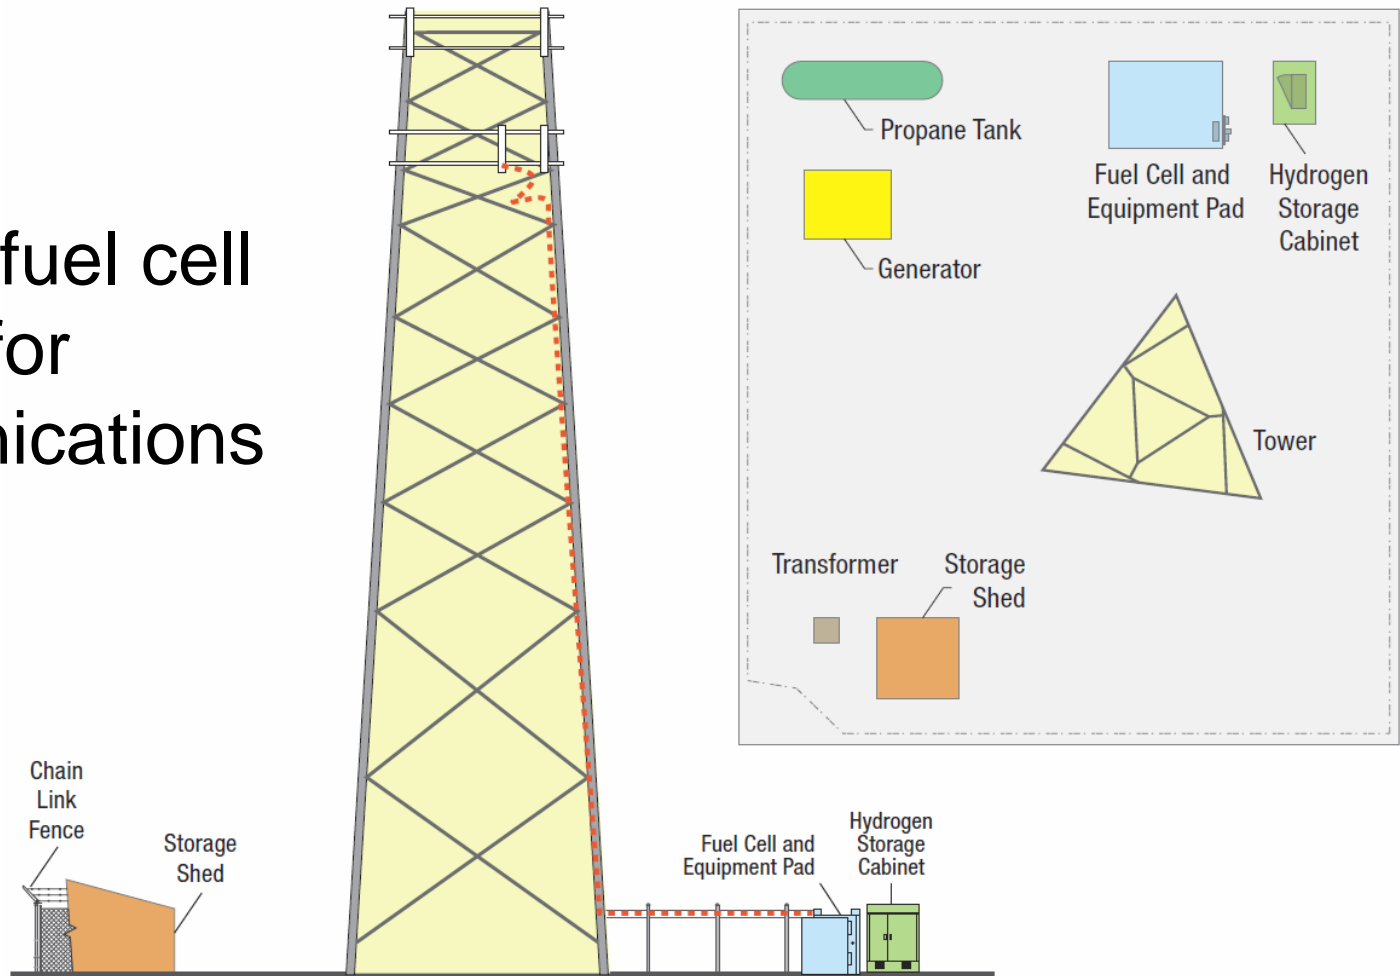 fuel cell
for
Propane Tank
Generator
Fuel Cell and
Equipment Pad
Hydrogen
Storage
Cabinet
Tower
Transformer
Storage
Shed
Chain
Link
Fence
Storage
Shed
Fuel Cell and
Equipment Pad
Hydrogen
Storage
Cabinet